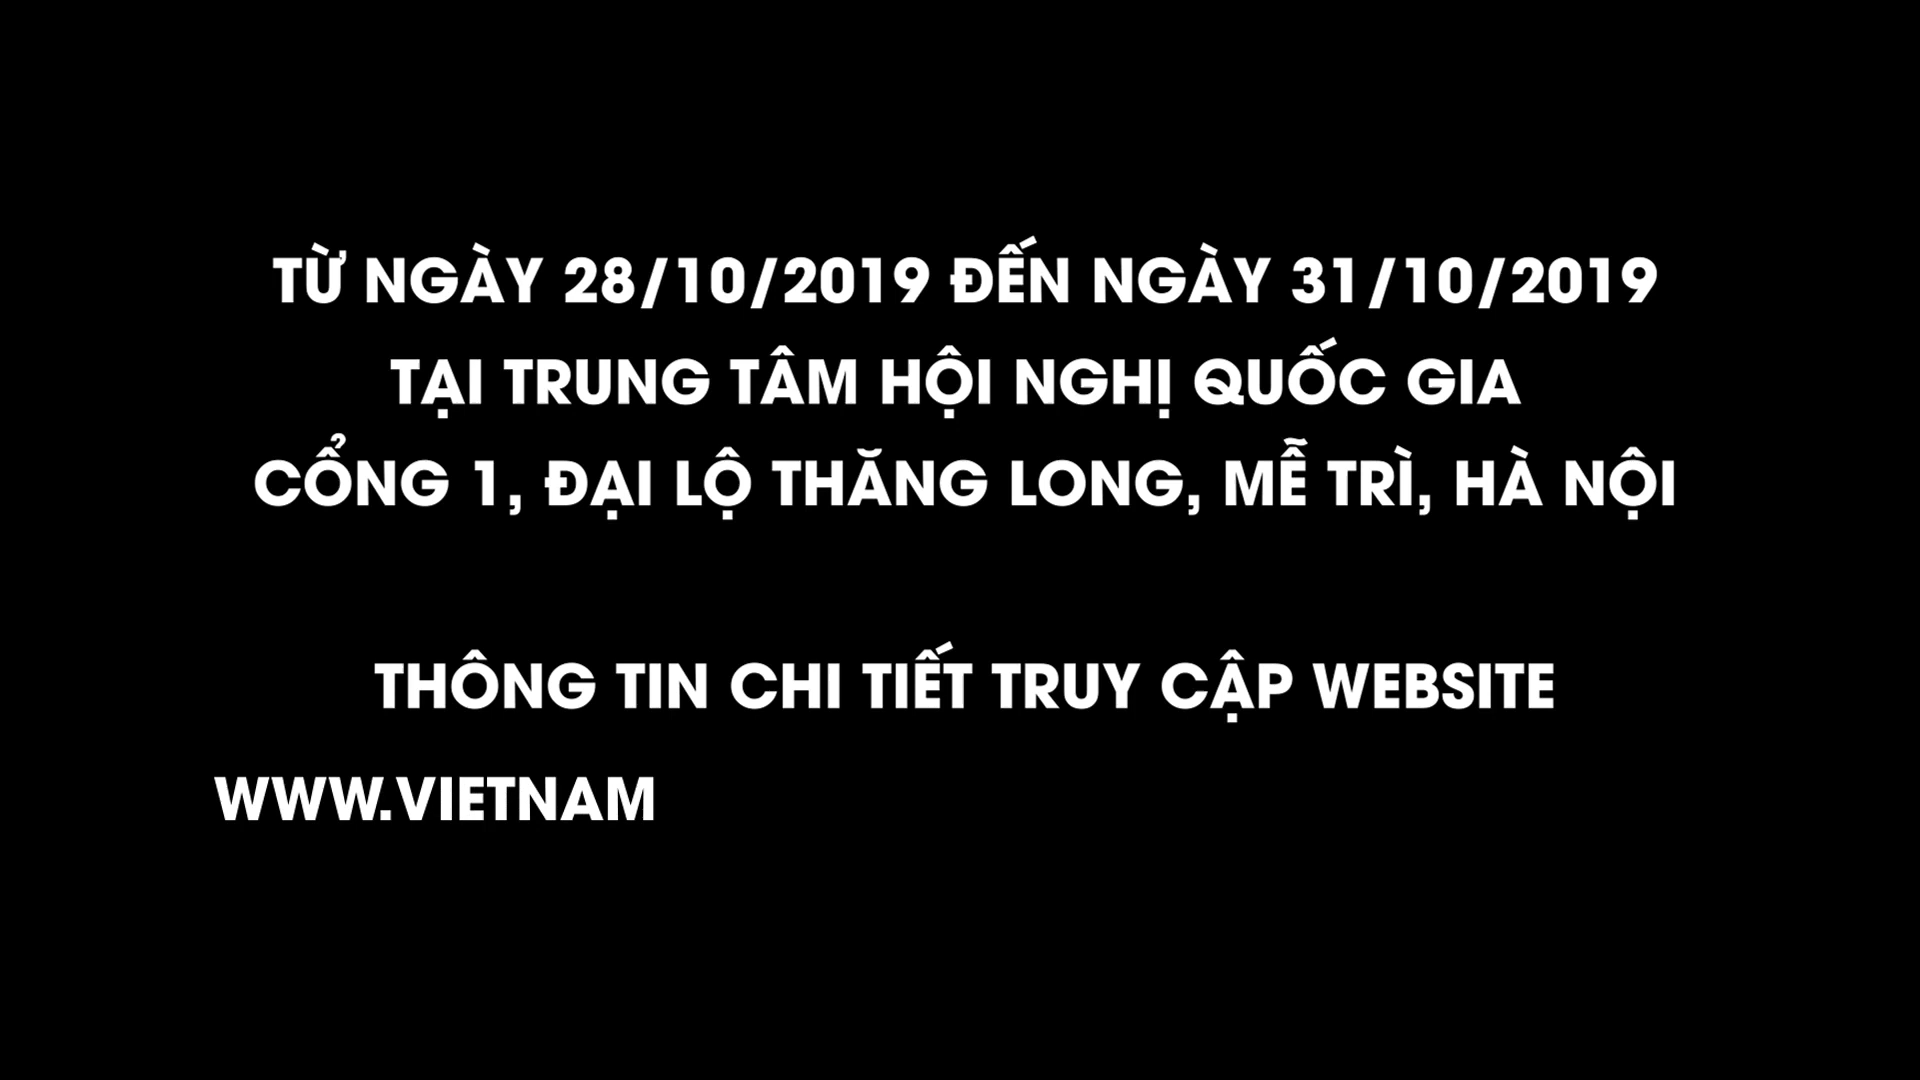 TỪ NGÀY 28/10/2019 ĐẾN NGÀY 31/10/2019
TẠI TRUNG TÂM HỘI NGHỊ QUỐC GIA
CỔNG 1, ĐẠI LỘ THĂNG LONG, MỄ TRÌ, HÀ NỘI
THÔNG TIN CHI TIẾT TRUY CẬP WEBSITE
WWW.VIETNAM